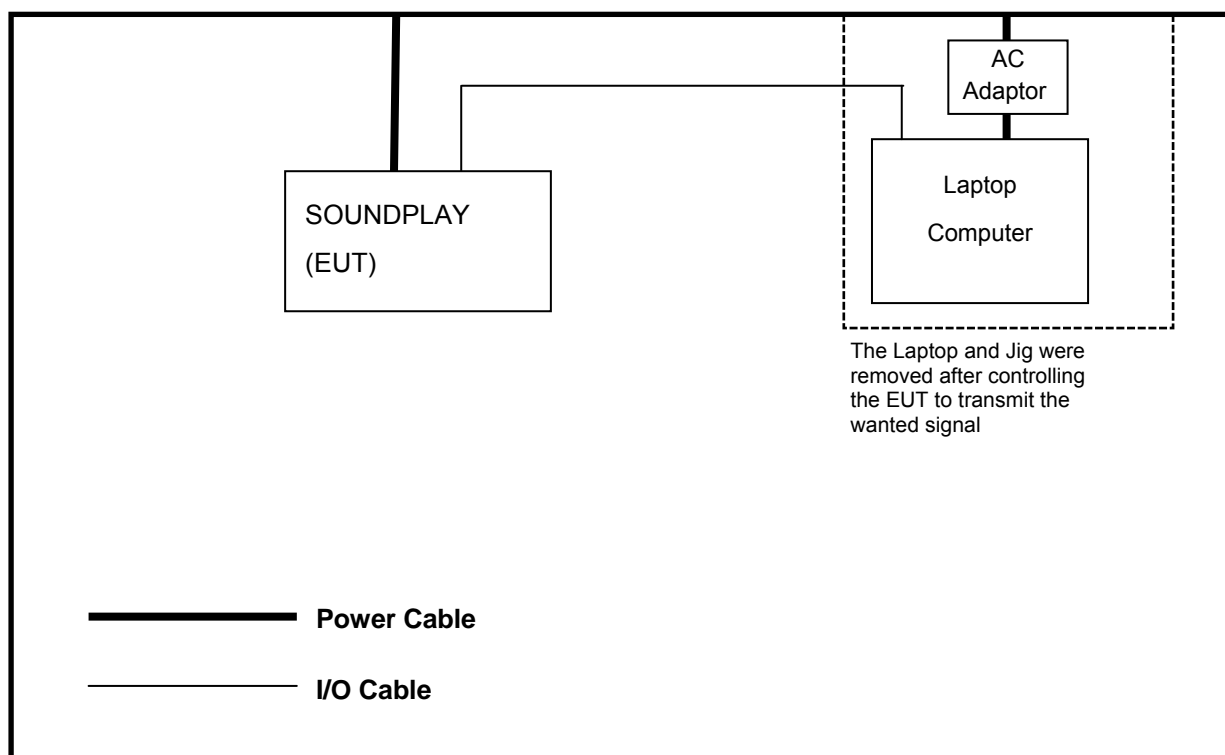 AC
Adaptor
Laptop
Computer
SOUNDPLAY
(EUT)
The Laptop and Jig were
removed after controlling
the EUT to transmit the
wanted signal
Power Cable
I/O Cable